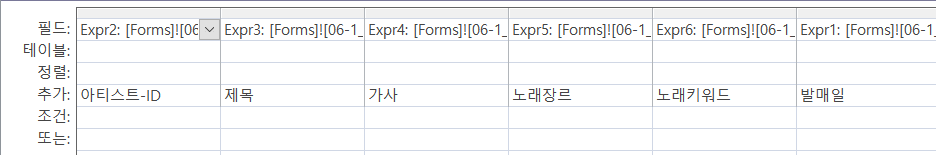 필드: Expr2: [Forms]![06 Expr3: [Forms]![06-1_ Expr4: [Forms]![06-1_ Expr5: [Forms]![06-1_ Expr6: [Forms]![06-1_ Expr1: [Forms]![06-1_
테이블:
정렬:
추가: 아티스트-ID 제목 가사 노래장르 노래키워드 발매일
조건:
또는: